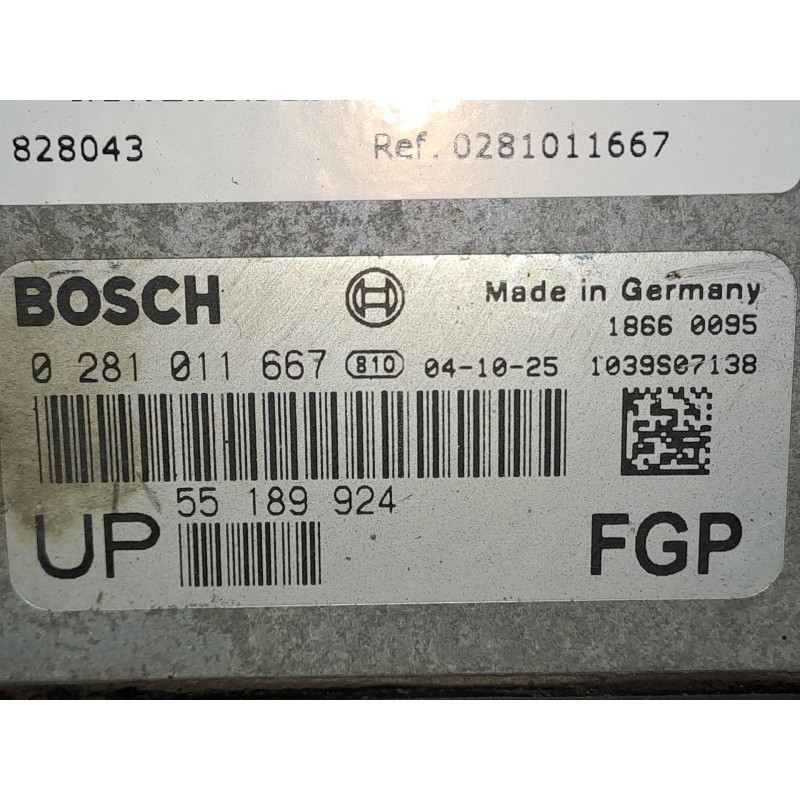 828043 Ref. 0281011667
BOSCH Made in Germany
1866 0095
0 281 011 667 810 04-10-25 1039S07138
55 189 924
UP FGP